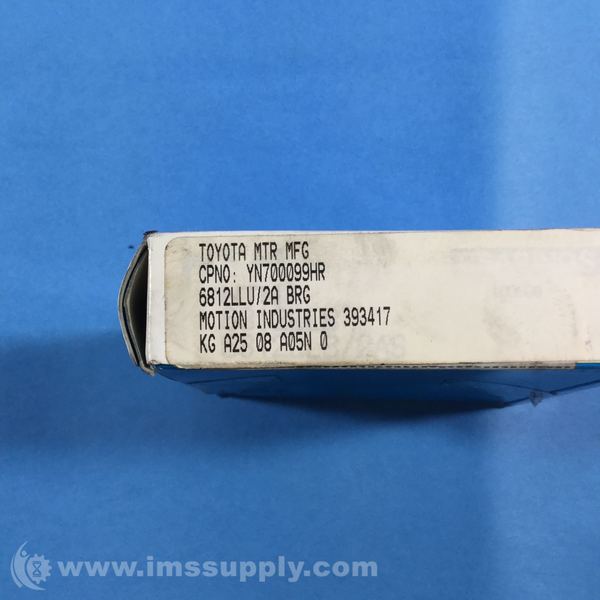 TOYOTA MTR MFG
CPNO: YN700099HR
6812LLU/2A BRG
MOTION INDUSTRIES 393417
KG A25 08 A05N 0
www.imssupply.com